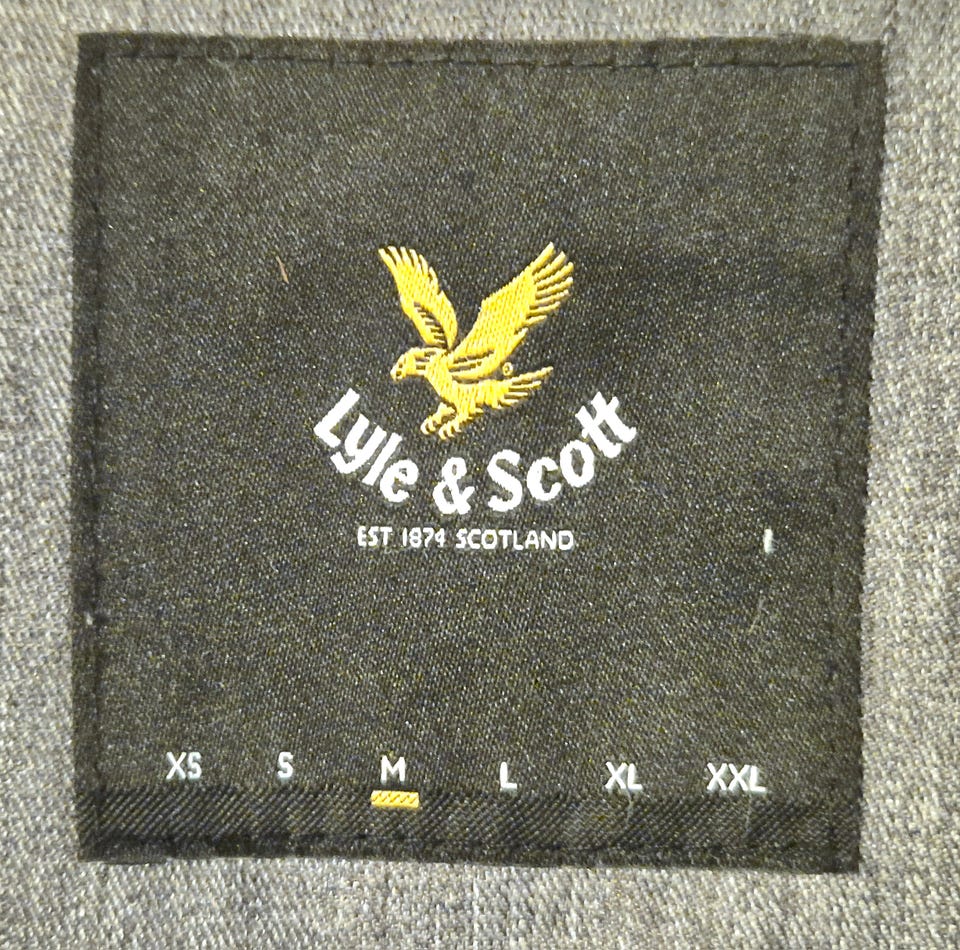 Lyle & Scott
EST 1874 SCOTLAND
XS S M L XL XXL